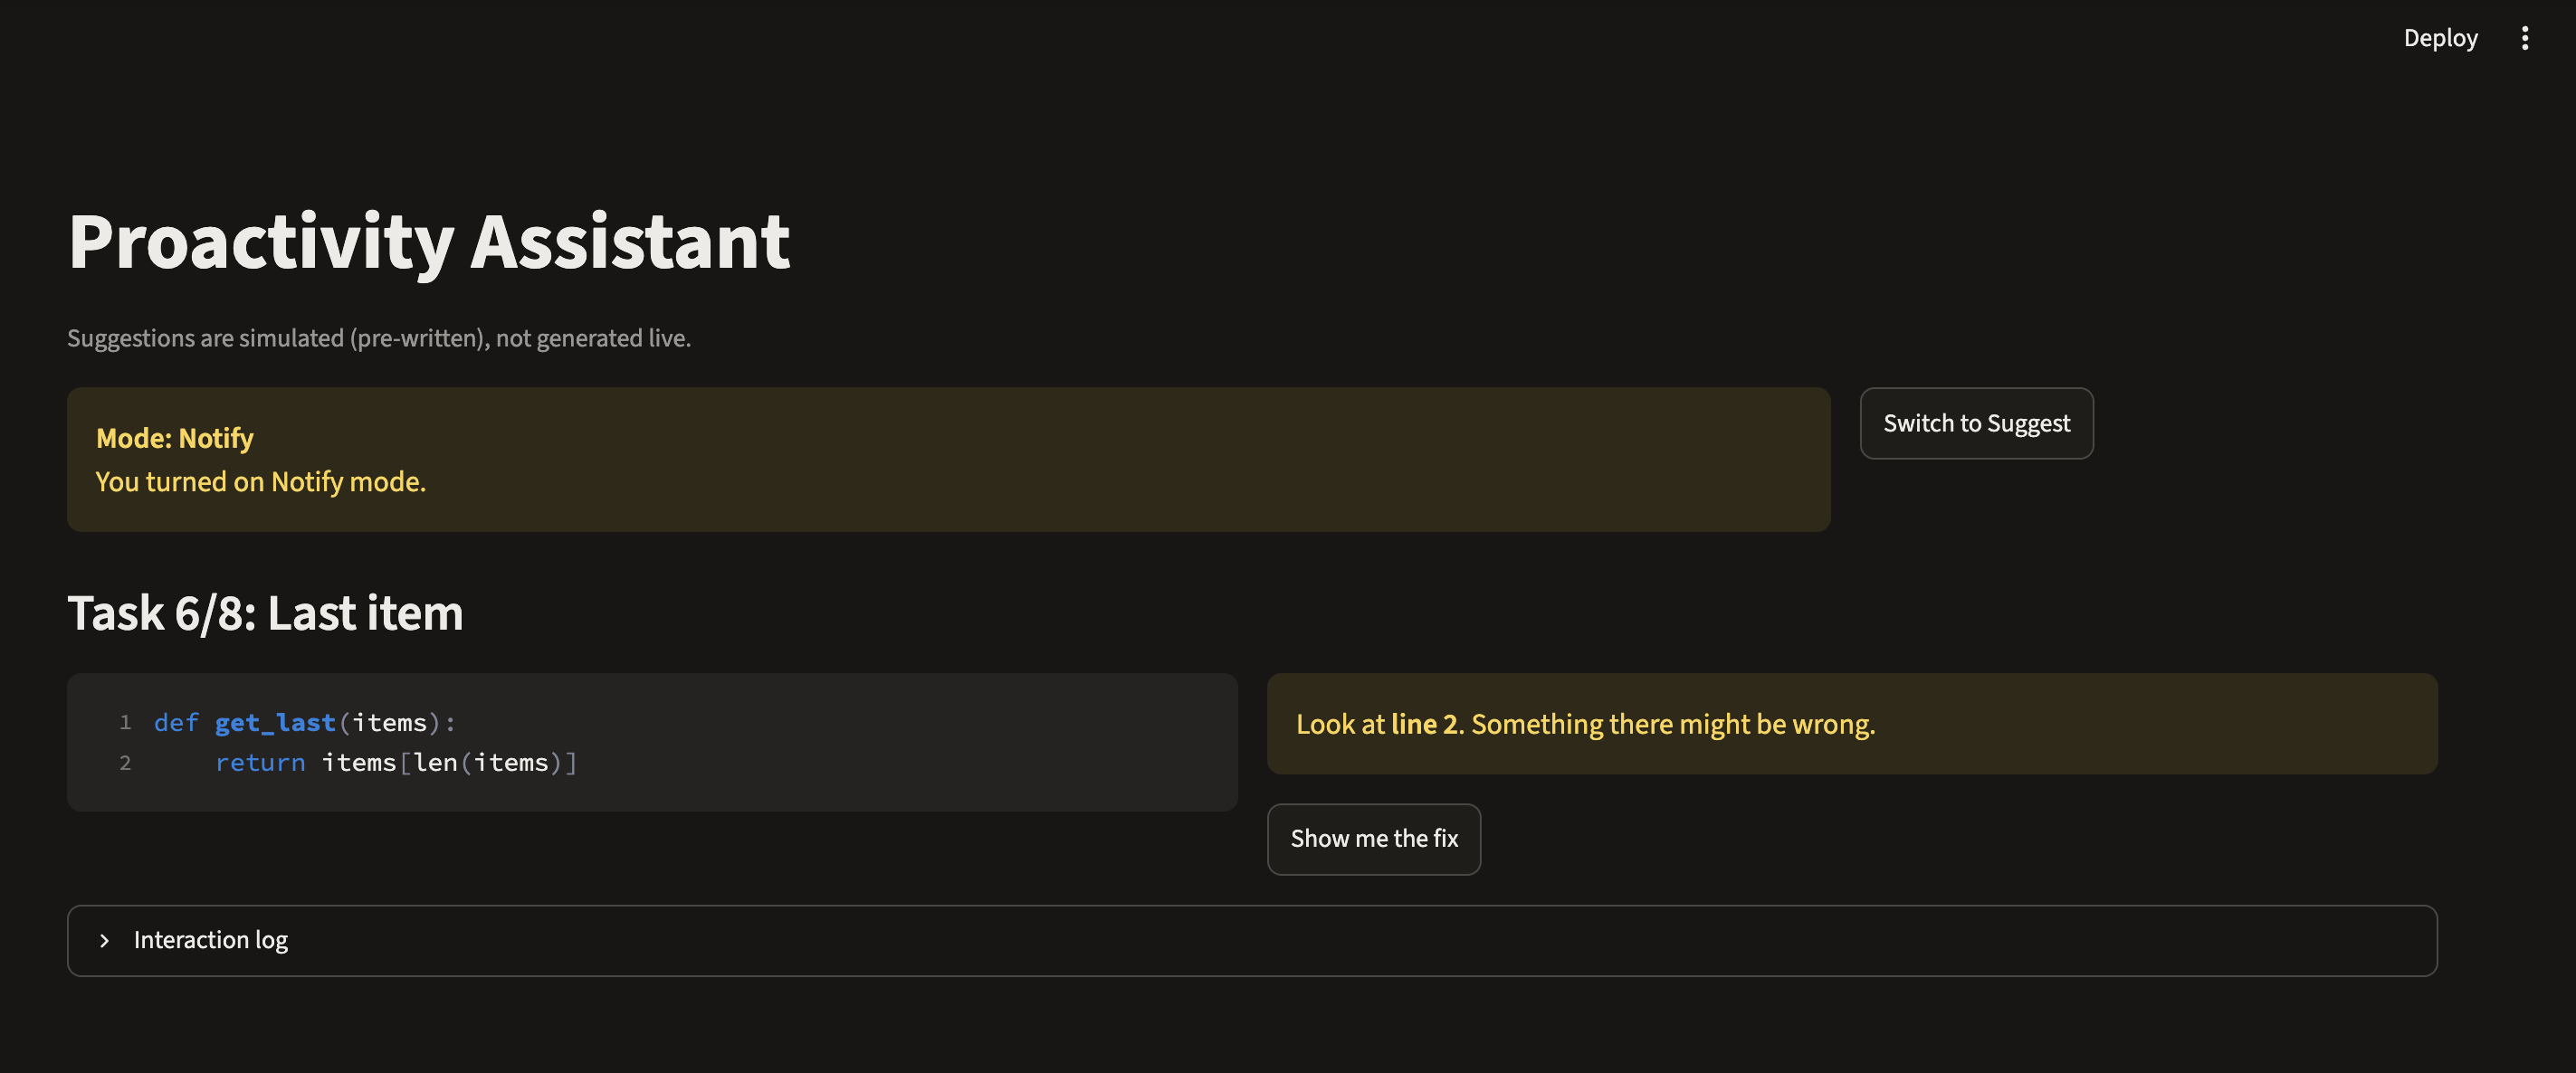 Deploy
Proactivity Assistant
Suggestions are simulated (pre-written), not generated live.
Mode: Notify
You turned on Notify mode.
Switch to Suggest
Task 6/8: Last item
1 def get_last(items):
2     return items[len(items)]
Look at line 2. Something there might be wrong.
Show me the fix
Interaction log